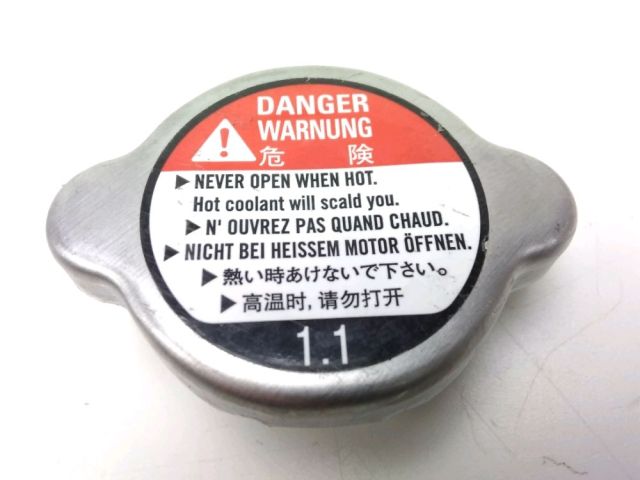 DANGER
WARNUNG
危 険
▶ NEVER OPEN WHEN HOT.
Hot coolant will scald you.
▶ N' OUVREZ PAS QUAND CHAUD.
▶ NICHT BEI HEISSEM MOTOR ÖFFNEN.
▶ 熱い時あけないで下さい。
▶ 高温时, 请勿打开
1.1